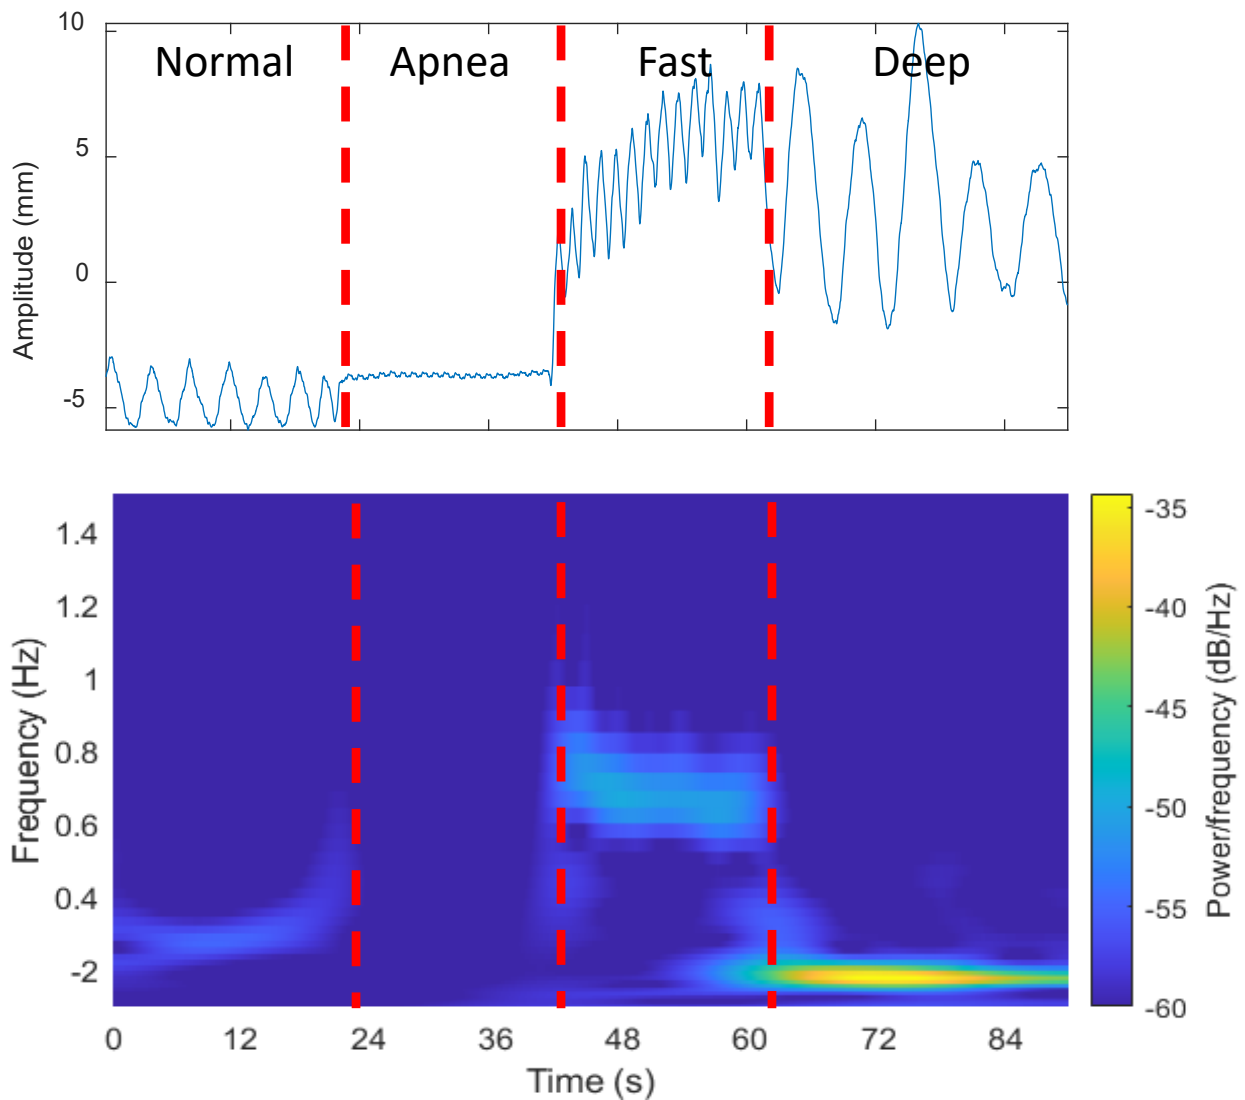 10
Normal Apnea Fast Deep
5
0
-5
Amplitude (mm)
1.4
1.2
1
0.8
0.6
0.4
-2
Frequency (Hz)
0 12 24 36 48 60 72 84
Time (s)
-35
-40
-45
-50
-55
-60
Power/frequency (dB/Hz)